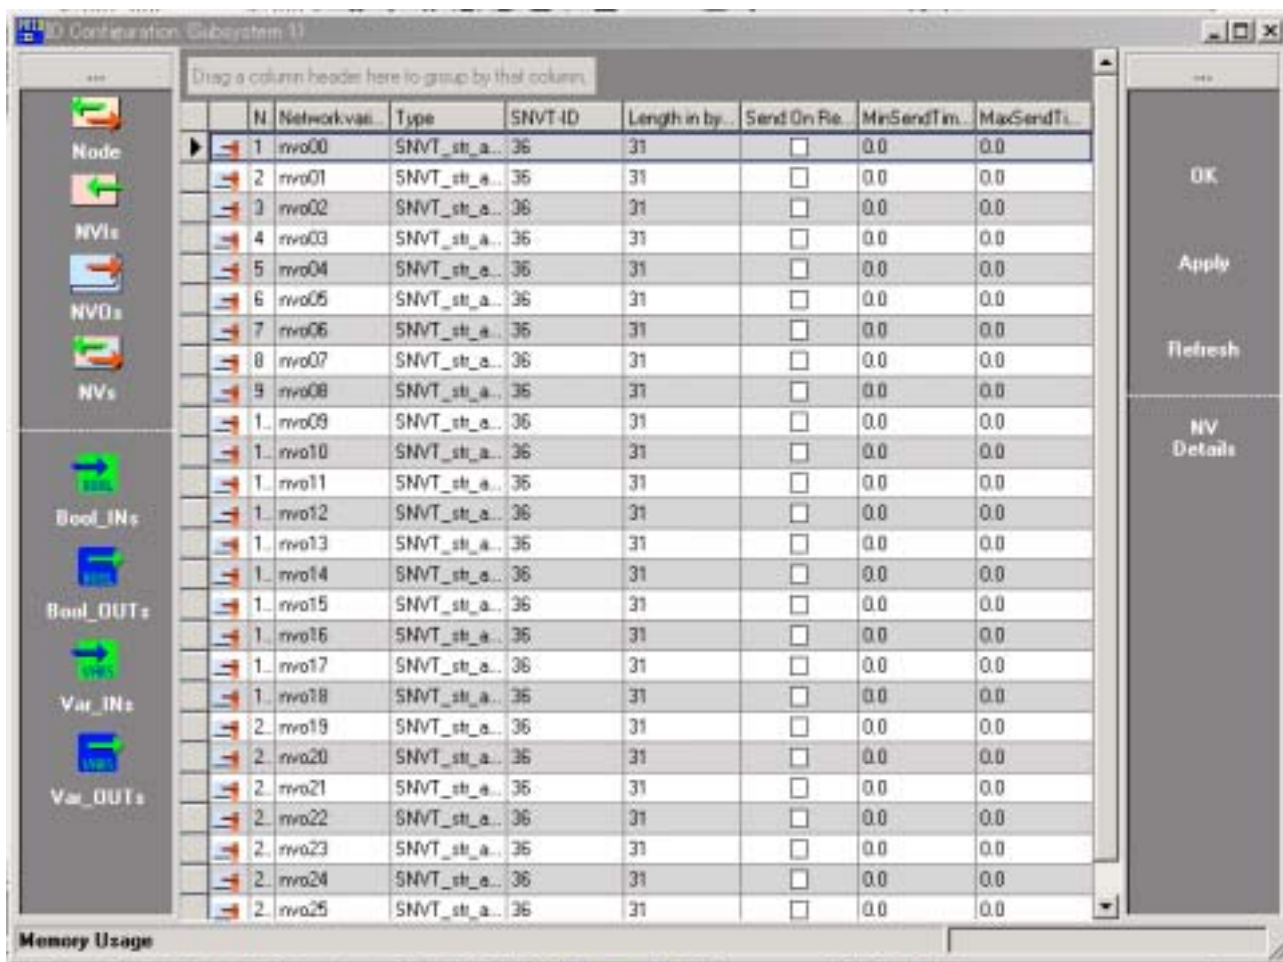 IO Configuration (Subsystem 1)
...
Node
NVIs
NVOs
NVs
Bool_INs
Bool_OUTs
Var_INs
Var_OUTs
Drag a column header here to group by that column.
N. Network vari... Type SNVT-ID Length in by... Send On Re... MinSendTim... MaxSendTi...
1 nvo00 SNVT_str_a... 36 31 0.0 0.0
2 nvo01 SNVT_str_a... 36 31 0.0 0.0
3 nvo02 SNVT_str_a... 36 31 0.0 0.0
4 nvo03 SNVT_str_a... 36 31 0.0 0.0
5 nvo04 SNVT_str_a... 36 31 0.0 0.0
6 nvo05 SNVT_str_a... 36 31 0.0 0.0
7 nvo06 SNVT_str_a... 36 31 0.0 0.0
8 nvo07 SNVT_str_a... 36 31 0.0 0.0
9 nvo08 SNVT_str_a... 36 31 0.0 0.0
1... nvo09 SNVT_str_a... 36 31 0.0 0.0
1... nvo10 SNVT_str_a... 36 31 0.0 0.0
1... nvo11 SNVT_str_a... 36 31 0.0 0.0
1... nvo12 SNVT_str_a... 36 31 0.0 0.0
1... nvo13 SNVT_str_a... 36 31 0.0 0.0
1... nvo14 SNVT_str_a... 36 31 0.0 0.0
1... nvo15 SNVT_str_a... 36 31 0.0 0.0
1... nvo16 SNVT_str_a... 36 31 0.0 0.0
1... nvo17 SNVT_str_a... 36 31 0.0 0.0
1... nvo18 SNVT_str_a... 36 31 0.0 0.0
2... nvo19 SNVT_str_a... 36 31 0.0 0.0
2... nvo20 SNVT_str_a... 36 31 0.0 0.0
2... nvo21 SNVT_str_a... 36 31 0.0 0.0
2... nvo22 SNVT_str_a... 36 31 0.0 0.0
2... nvo23 SNVT_str_a... 36 31 0.0 0.0
2... nvo24 SNVT_str_a... 36 31 0.0 0.0
2... nvo25 SNVT_str_a... 36 31 0.0 0.0
...
OK
Apply
Refresh
NV
Details
Memory Usage